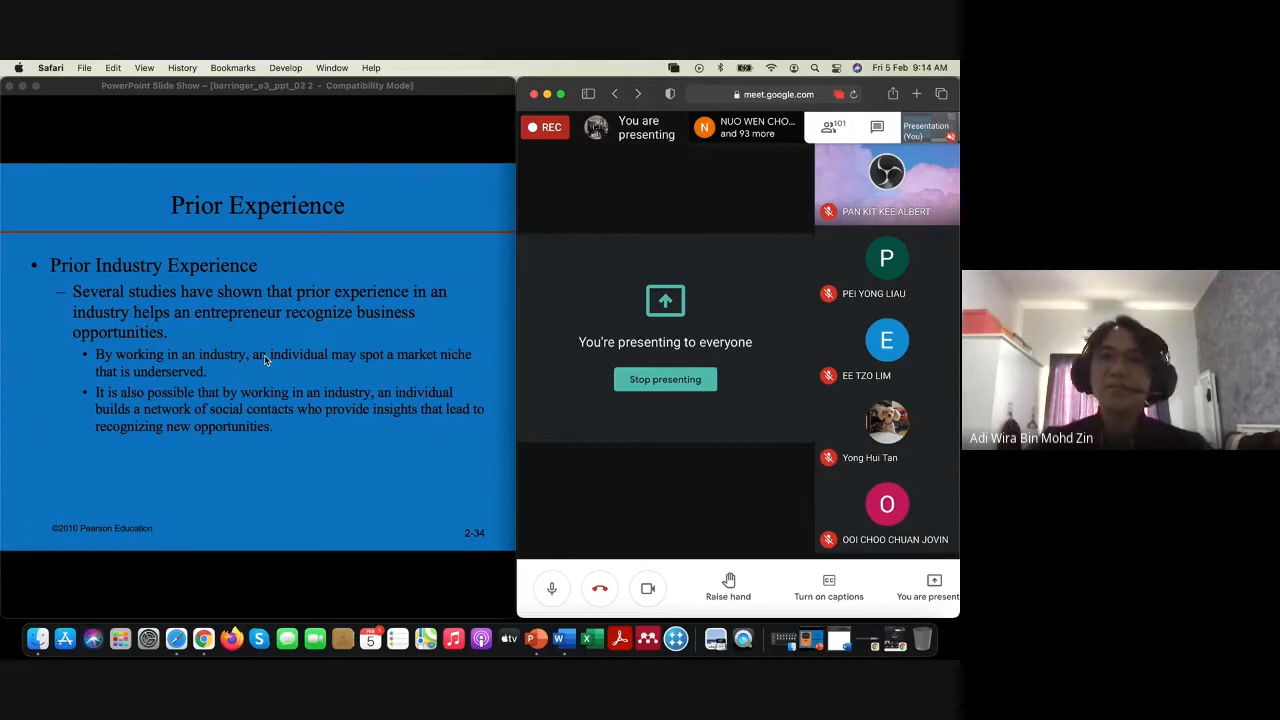 Safari File Edit View History Bookmarks Develop Window Help Fri 5 Feb 9:14 AM
PowerPoint Slide Show – [barringer_e3_ppt_02 2 - Compatibility Mode]
Prior Experience
• Prior Industry Experience
– Several studies have shown that prior experience in an
industry helps an entrepreneur recognize business
opportunities.
• By working in an industry, an individual may spot a market niche
that is underserved.
• It is also possible that by working in an industry, an individual
builds a network of social contacts who provide insights that lead to
recognizing new opportunities.
©2010 Pearson Education
2-34
meet.google.com
REC
You are
presenting
N
NUO WEN CHO...
and 93 more
101
Presentation
(You)
You're presenting to everyone
Stop presenting
PAN KIT KEE ALBERT
P
PEI YONG LIAU
E
EE TZO LIM
Yong Hui Tan
O
OOI CHOO CHUAN JOVIN
Raise hand
CC
Turn on captions
You are present
5
tv
Adi Wira Bin Mohd Zin